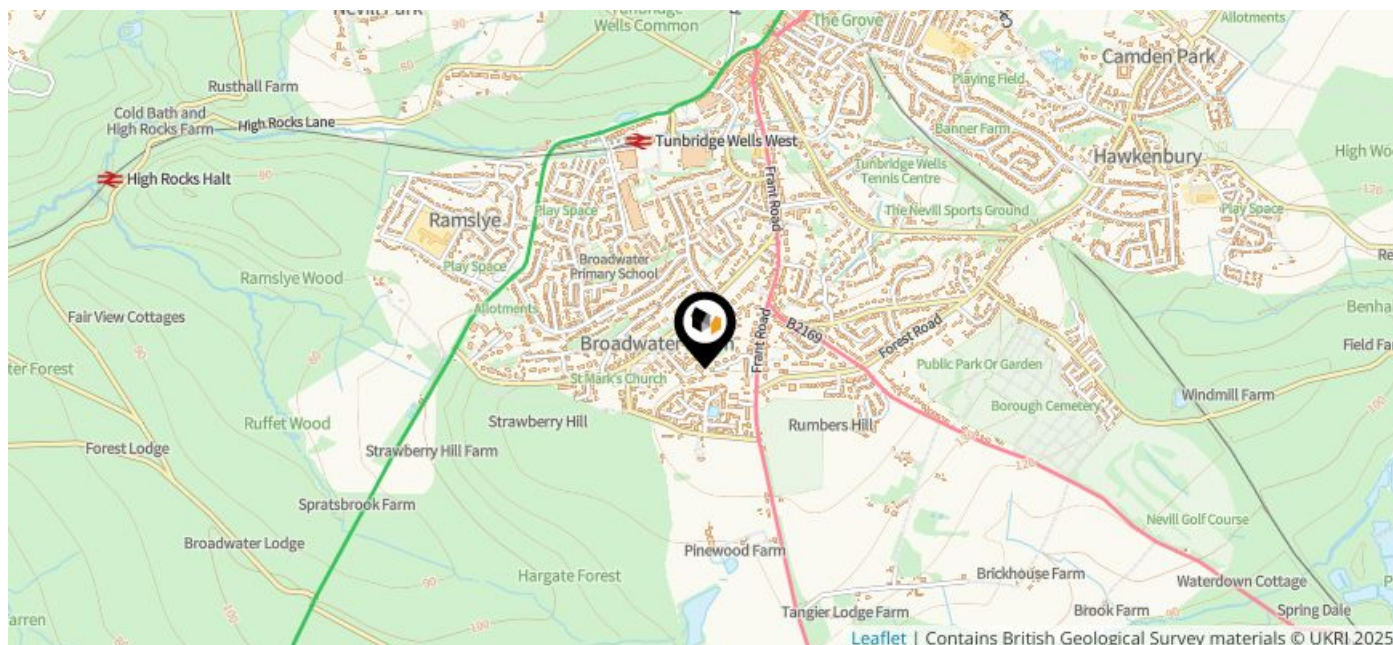 Nevill Park
Tunbridge
Wells Common
The Grove
Allotments
Camden Park
Rusthall Farm
Playing Field
Cold Bath and
High Rocks Farm
High Rocks Lane
Banner Farm
Tunbridge Wells West
Hawkenbury
High Rocks Halt
Frant Road
Tunbridge Wells
Tennis Centre
Ramslye
Play Space
The Nevill Sports Ground
Play Space
Broadwater
Primary School
Play Space
Ramslye Wood
Allotments
Fair View Cottages
Broadwater
B2169
Forest Road
Frant Road
Public Park Or Garden
St Mark's Church
Borough Cemetery
Windmill Farm
Ruffet Wood
Strawberry Hill
Rumbers Hill
Forest Lodge
Strawberry Hill Farm
Spratsbrook Farm
Nevill Golf Course
Broadwater Lodge
Pinewood Farm
Hargate Forest
Brickhouse Farm
Waterdown Cottage
Tangier Lodge Farm
Brook Farm
Spring Dale
Leaflet | Contains British Geological Survey materials © UKRI 2025